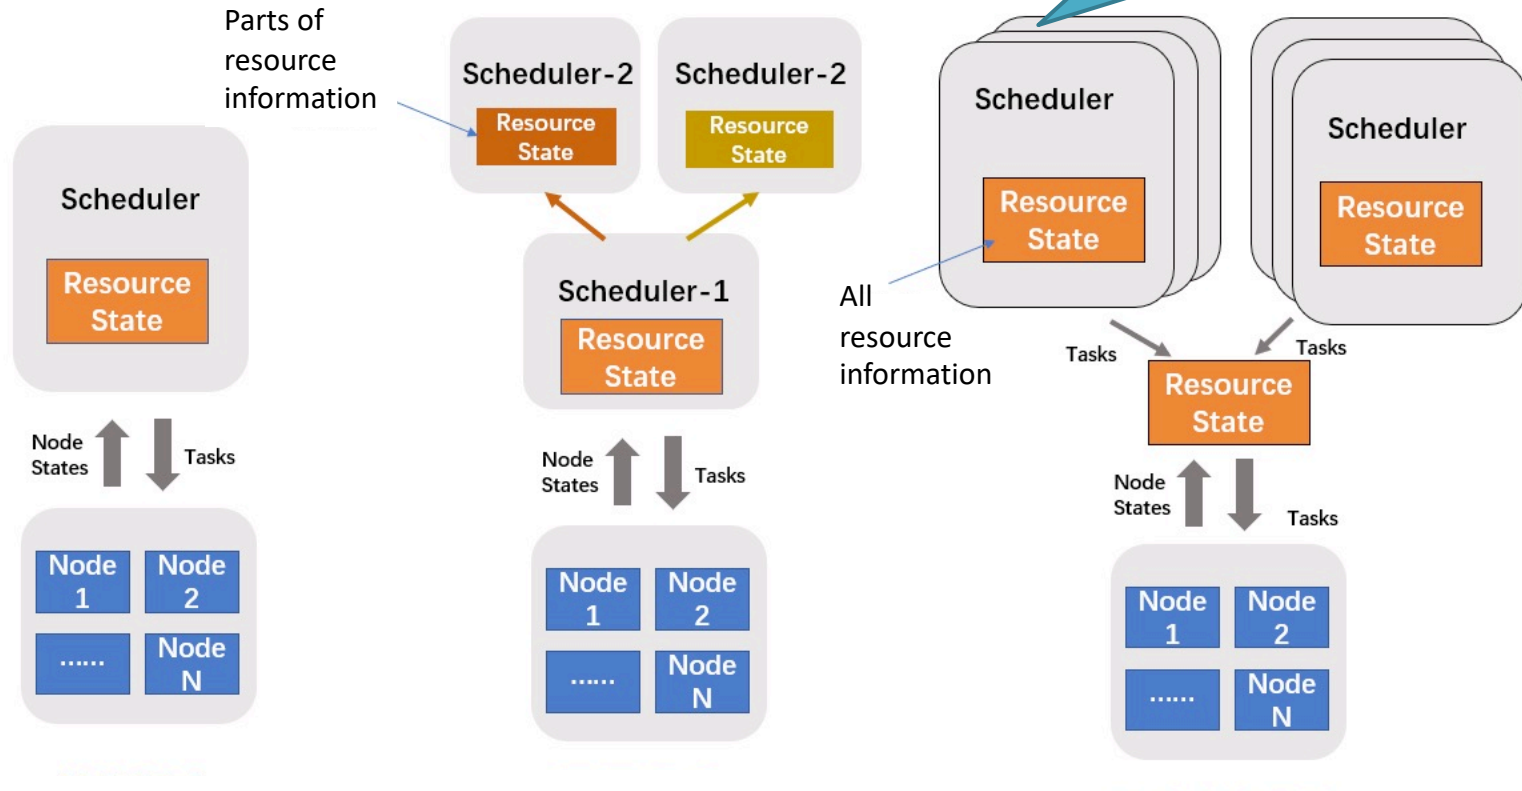 Scheduler
Resource
State
Node
States
Tasks
Node
1
Node
2
......
Node
N
Parts of
resource
information
Scheduler-2
Resource
State
Scheduler-2
Resource
State
Scheduler-1
Resource
State
Node
States
Tasks
Node
1
Node
2
......
Node
N
Scheduler
Resource
State
Scheduler
Resource
State
All
resource
information
Tasks
Tasks
Resource
State
Node
States
Tasks
Node
1
Node
2
......
Node
N